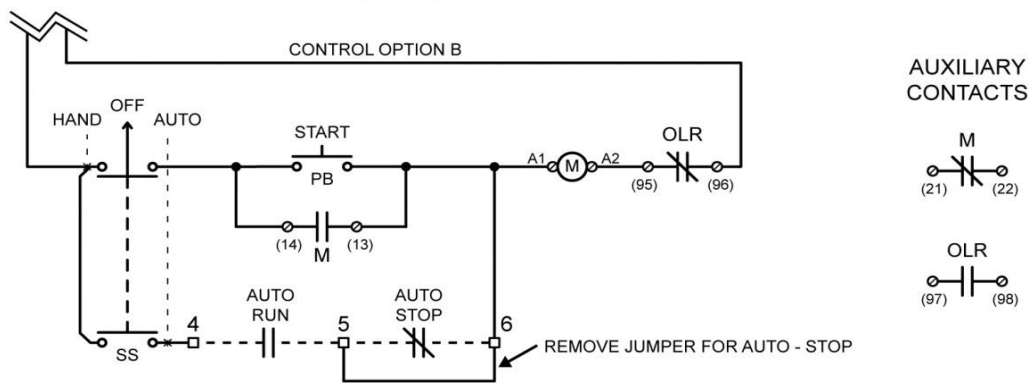 CONTROL OPTION B
AUXILIARY
CONTACTS
OFF
HAND
AUTO
START
PB
A1
M
A2
OLR
(95)
(96)
M
(21)
(22)
(14)
(13)
M
OLR
(97)
(98)
AUTO
RUN
AUTO
STOP
4
5
6
SS
REMOVE JUMPER FOR AUTO - STOP